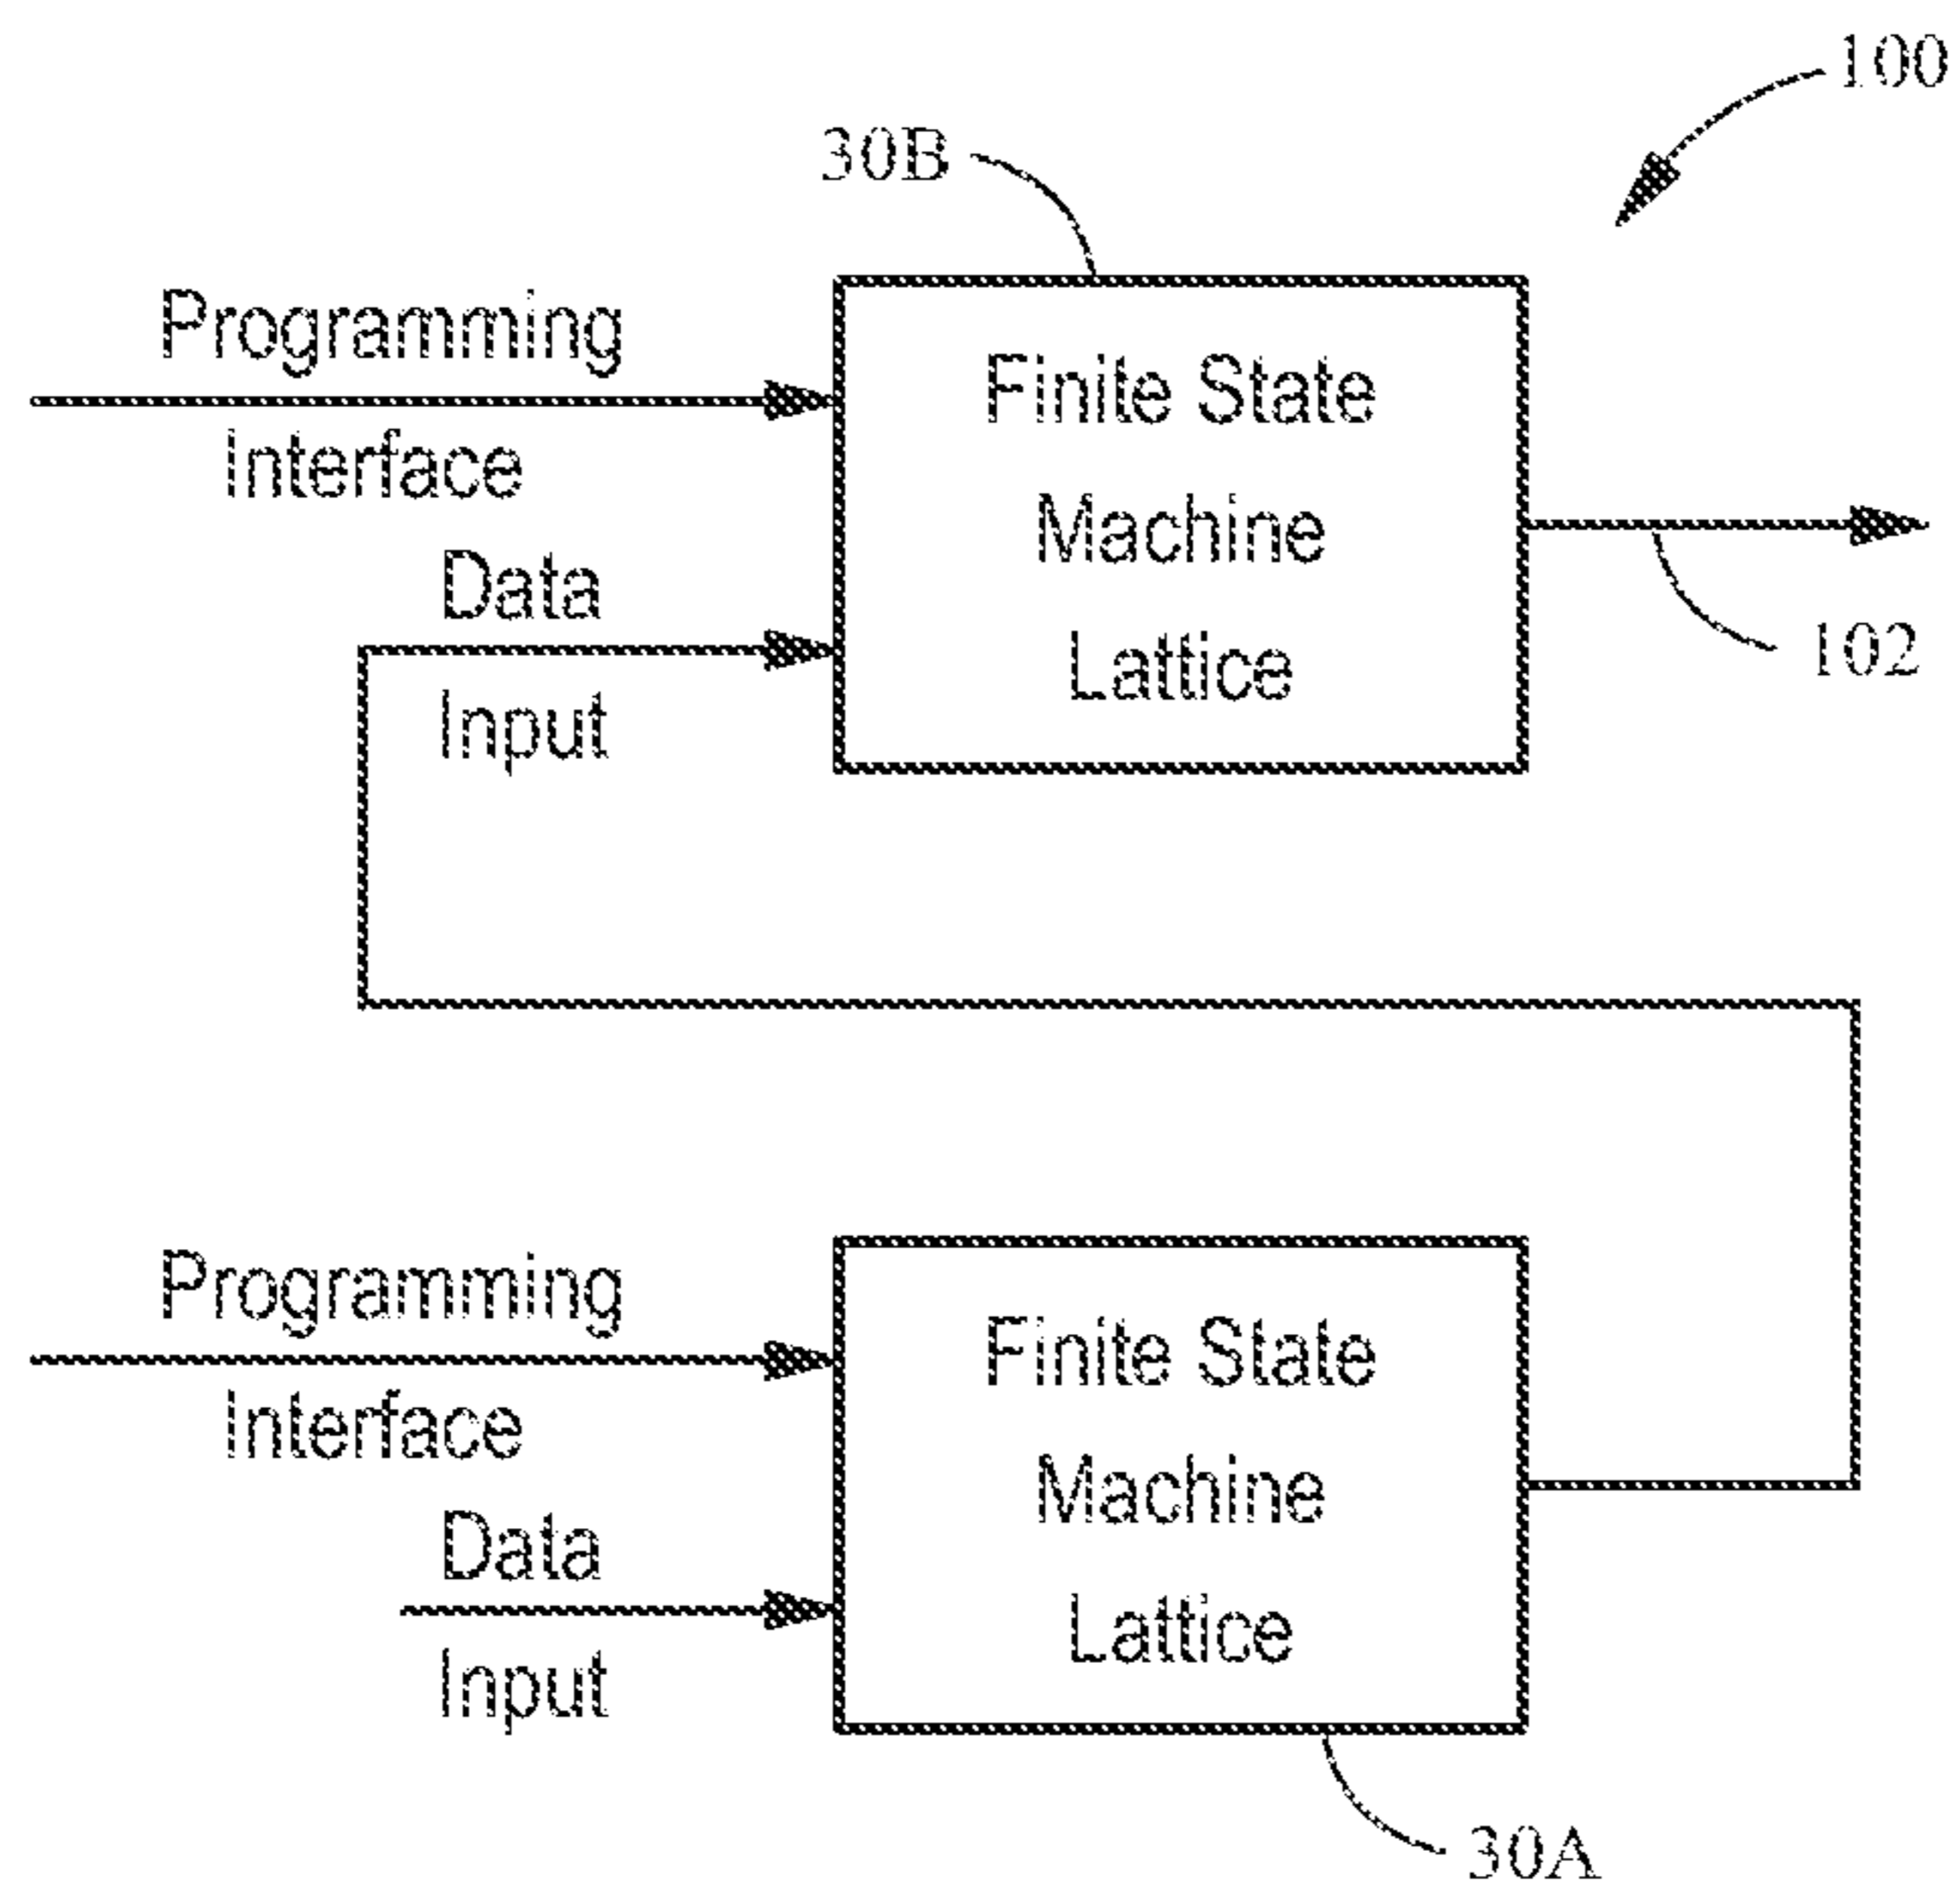 100
30B
Programming
Interface
Data
Input
Finite State
Machine
Lattice
102
Programming
Interface
Data
Input
Finite State
Machine
Lattice
30A